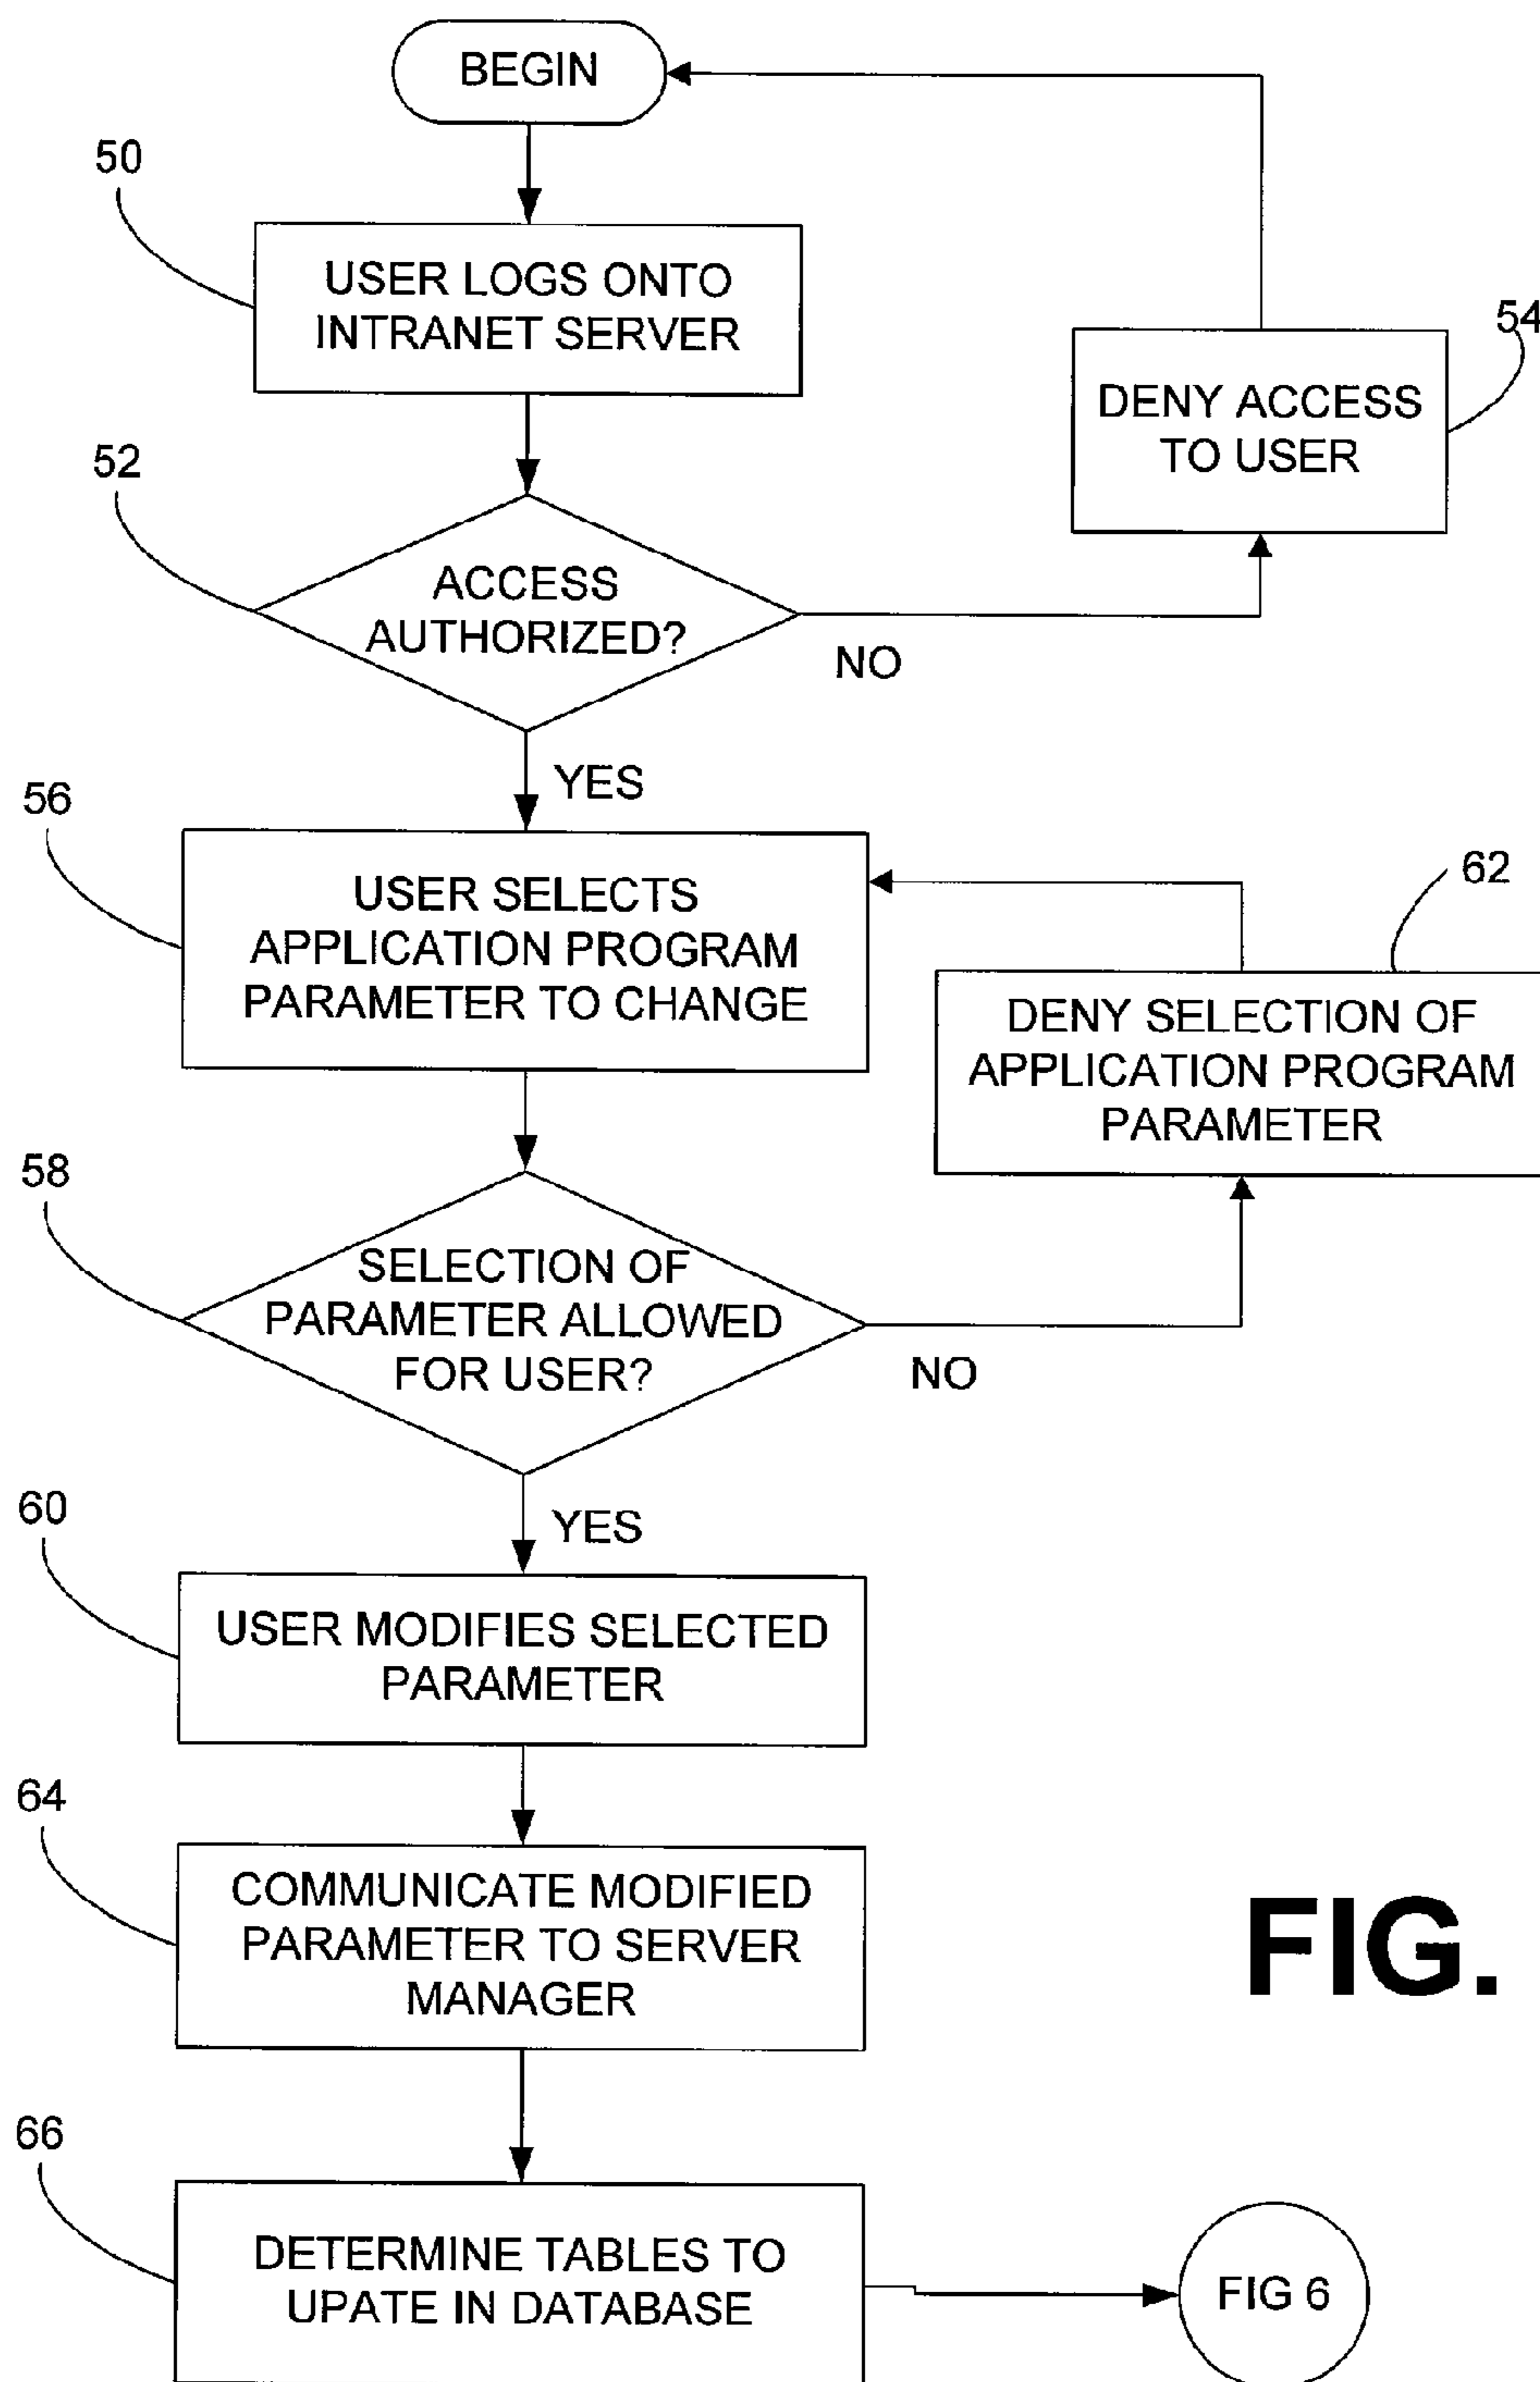 BEGIN
50
USER LOGS ONTO
INTRANET SERVER
54
DENY ACCESS
TO USER
52
ACCESS
AUTHORIZED?
NO
YES
56
USER SELECTS
APPLICATION PROGRAM
PARAMETER TO CHANGE
62
DENY SELECTION OF
APPLICATION PROGRAM
PARAMETER
58
SELECTION OF
PARAMETER ALLOWED
FOR USER?
NO
YES
60
USER MODIFIES SELECTED
PARAMETER
64
COMMUNICATE MODIFIED
PARAMETER TO SERVER
MANAGER
FIG.
66
DETERMINE TABLES TO
UPATE IN DATABASE
FIG 6